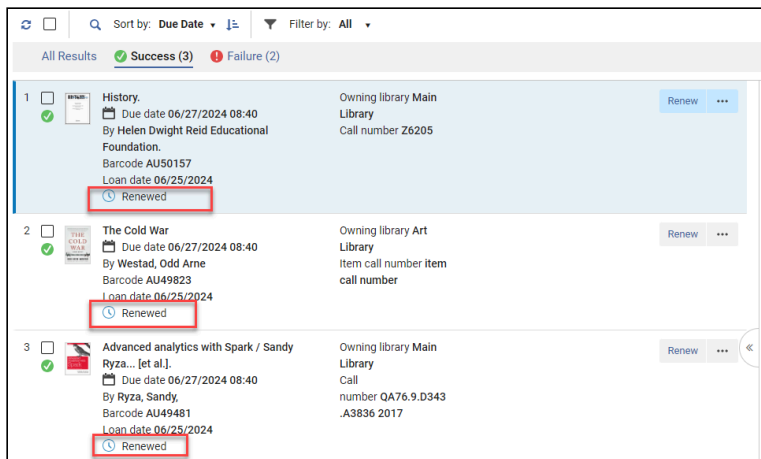 Sort by: Due Date Filter by: All
All Results Success (3) Failure (2)
1 History. Owning library Main Renew
Due date 06/27/2024 08:40 Library
By Helen Dwight Reid Educational Call number Z6205
Foundation.
Barcode AU50157
Loan date 06/25/2024
Renewed
2 The Cold War Owning library Art Renew
THE
COLD
WAR
Due date 06/27/2024 08:40 Library
By Westad, Odd Arne Item call number item
Barcode AU49823 call number
Loan date 06/25/2024
Renewed
3 Advanced analytics with Spark / Sandy Owning library Main Renew
Ryza... [et al.]. Library
Due date 06/27/2024 08:40 Call
By Ryza, Sandy, number QA76.9.D343
Barcode AU49481 .A3836 2017
Loan date 06/25/2024
Renewed